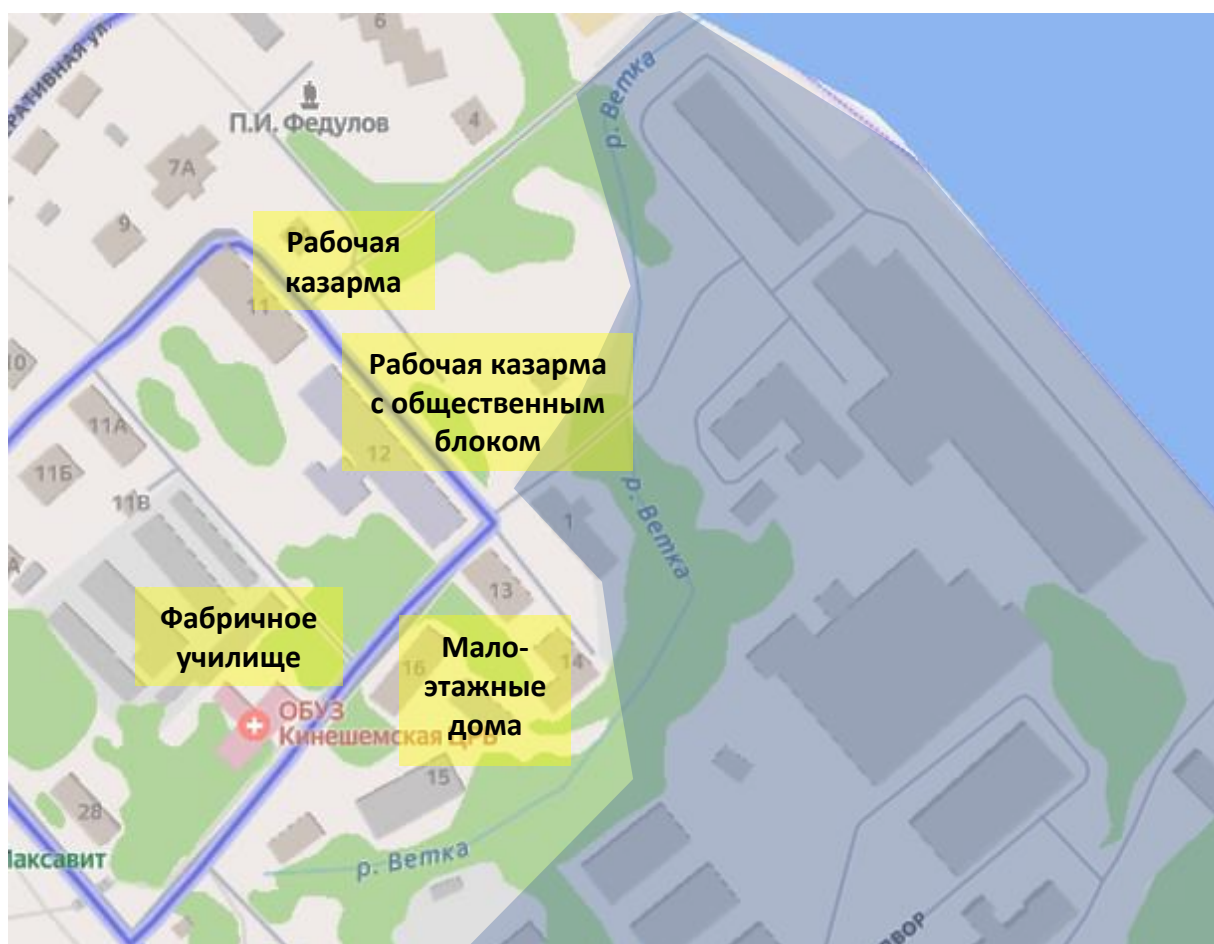 6
РАТИВНАЯ ул.
р. Ветка
П.И. Федулов
4
7А
9
Рабочая
казарма
11
10
Рабочая казарма
с общественным
блоком
11А
12
11Б
11В
р. Ветка
1
13
Фабричное
училище
Мало-
этажные
дома
16
14
ОБУЗ
Кинешемская ЦРБ
15
28
Максавит
р. Ветка
ДВОР